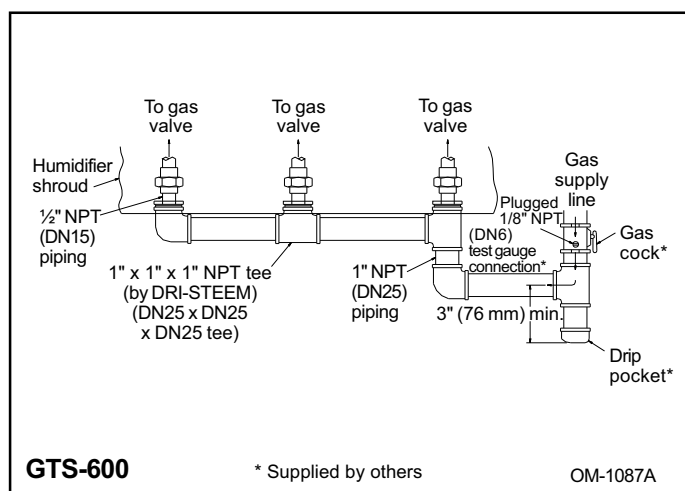 To gas
valve
To gas
valve
To gas
valve
Humidifier
shroud
½" NPT
(DN15)
piping
1" x 1" x 1" NPT tee
(by DRI-STEEM)
(DN25 x DN25
x DN25 tee)
1" NPT
(DN25)
piping
Gas
supply
line
Plugged
1/8" NPT
(DN6)
test gauge
connection*
Gas
cock*
3" (76 mm) min.
Drip
pocket*
GTS-600
* Supplied by others
OM-1087A